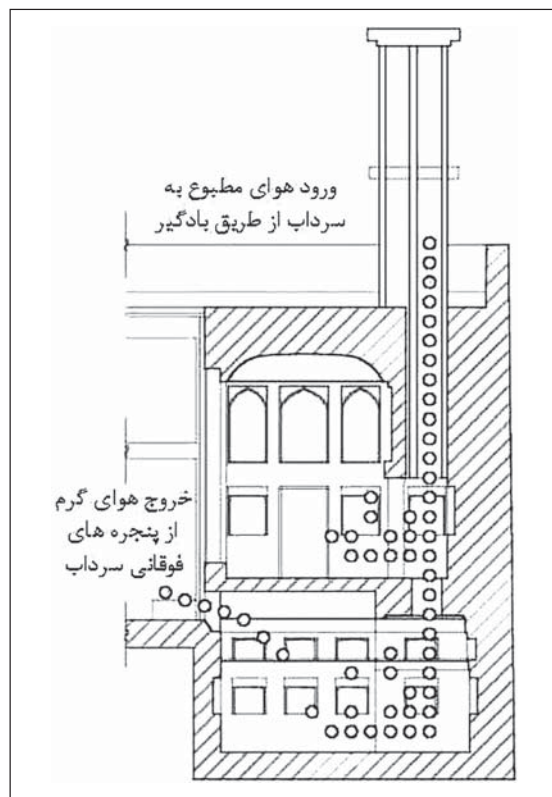 ورود هوای مطبوع به
سرداب از طریق بادگیر
خروج هوای گرم
از پنجره های
فوقانی سرداب